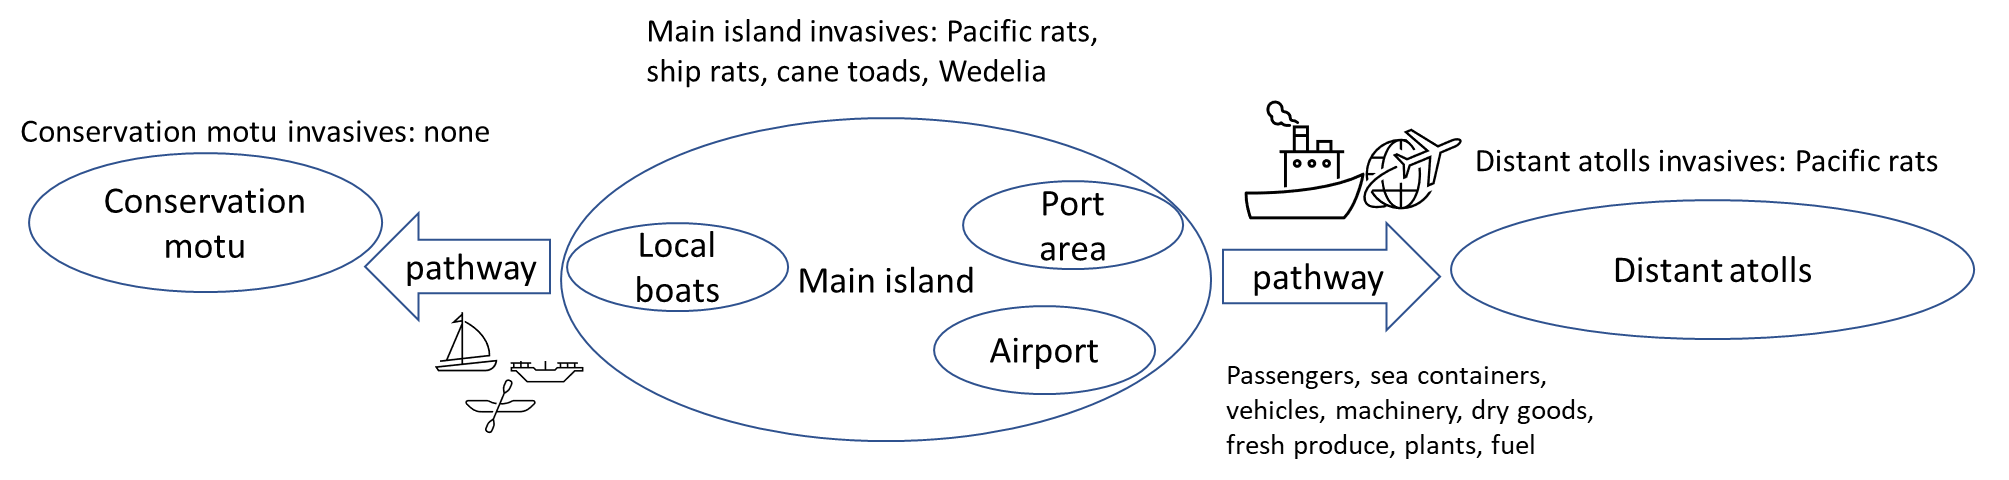 Main island invasives: Pacific rats,
ship rats, cane toads, Wedelia
Conservation motu invasives: none
Conservation
motu
pathway
Local
boats
Main island
Port
area
Airport
pathway
Distant atolls invasives: Pacific rats
Distant atolls
Passengers, sea containers,
vehicles, machinery, dry goods,
fresh produce, plants, fuel